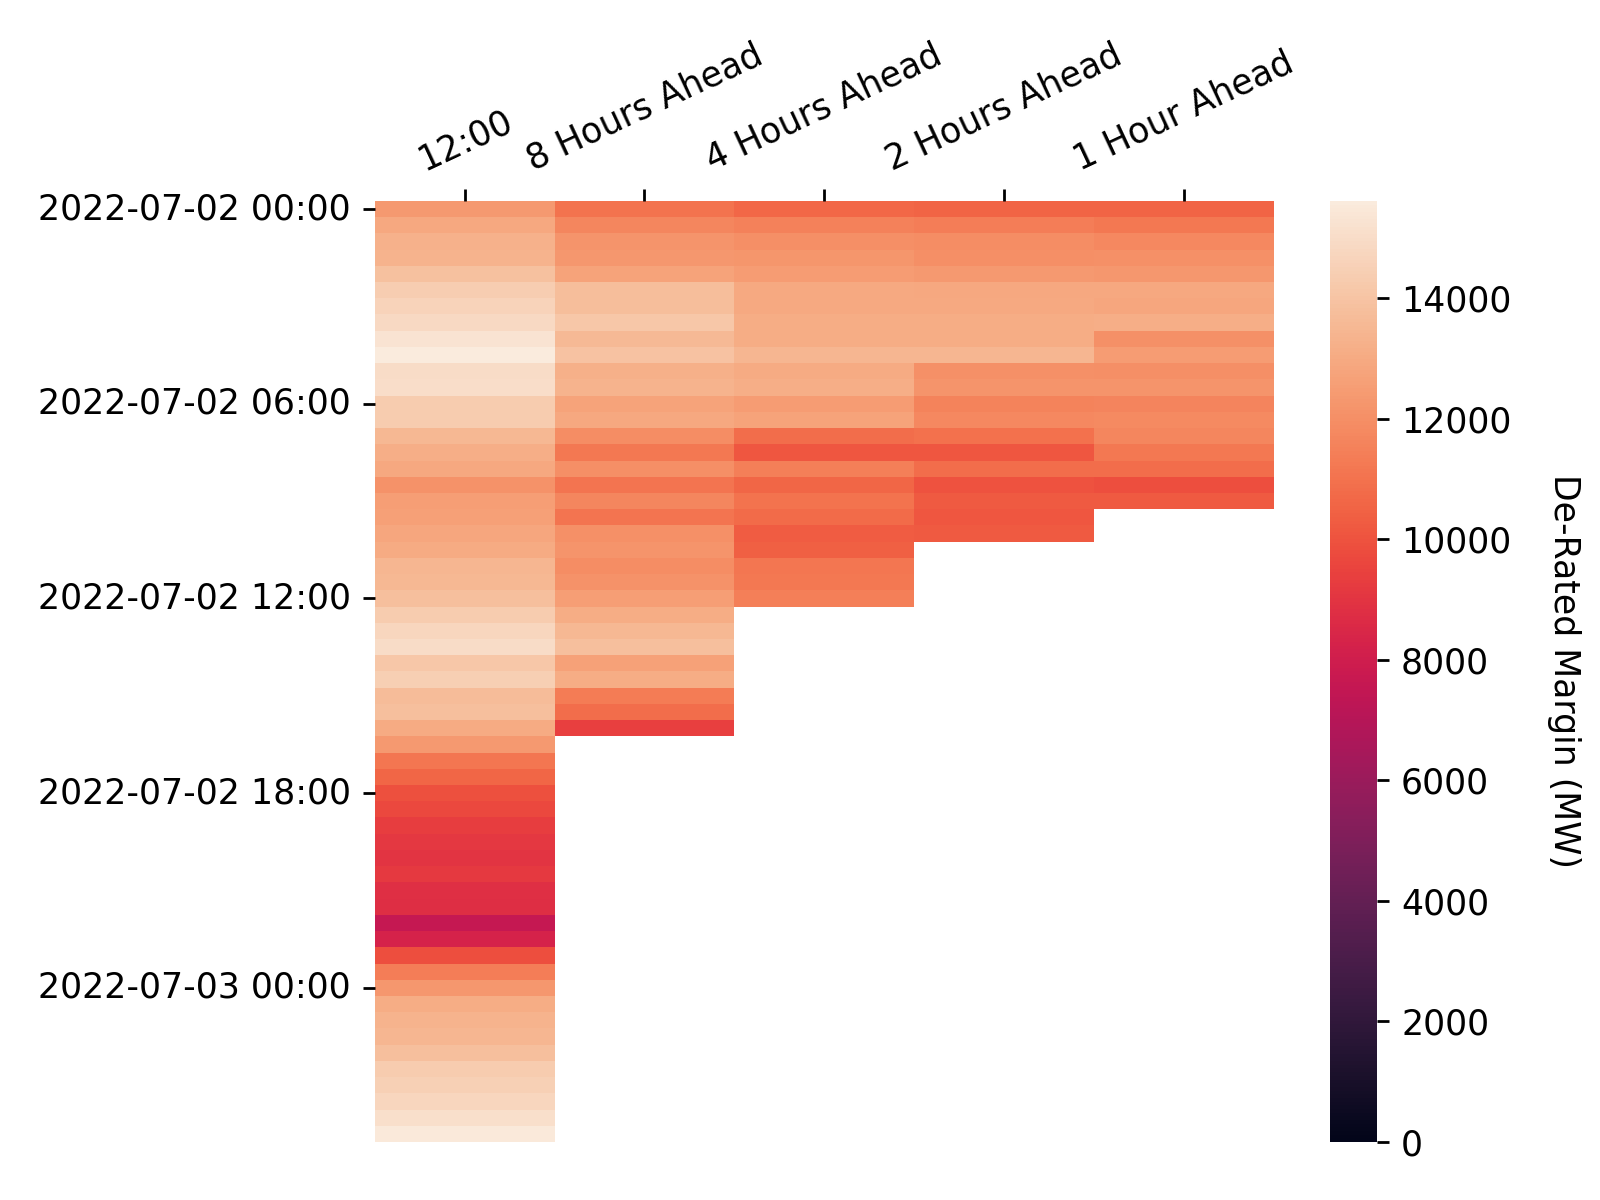 12:00
8 Hours Ahead
4 Hours Ahead
2 Hours Ahead
1 Hour Ahead
2022-07-02 00:00
2022-07-02 06:00
2022-07-02 12:00
2022-07-02 18:00
2022-07-03 00:00
14000
12000
10000
8000
6000
4000
2000
0
De-Rated Margin (MW)